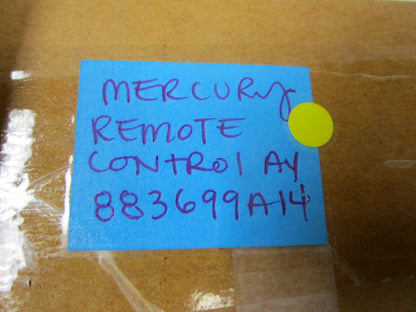 MERCURY
REMOTE
CONTROL AY
883699A14